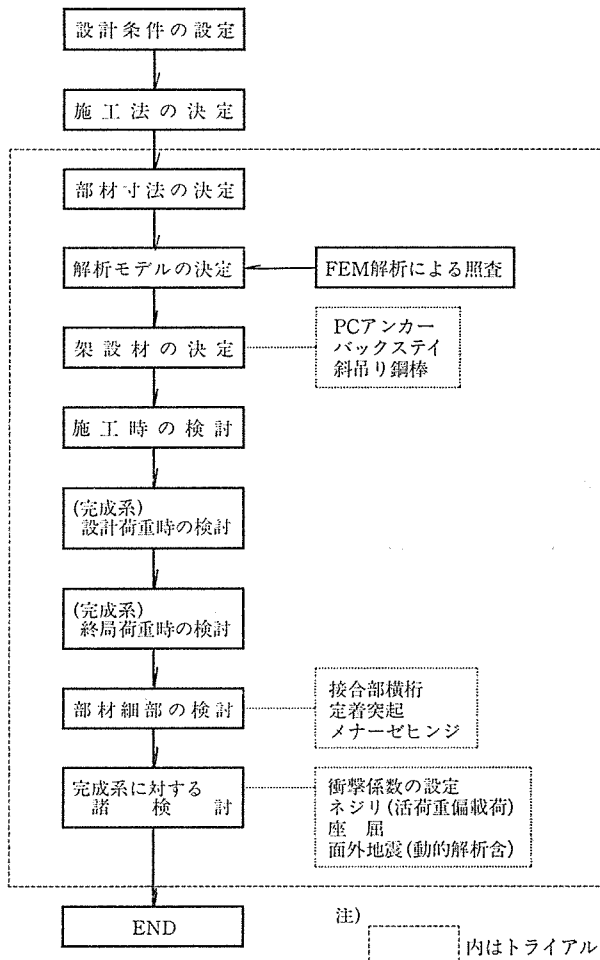 設計条件の設定
施工法の決定
部材寸法の決定
解析モデルの決定
FEM解析による照査
架設材の決定
PCアンカー
バックステイ
斜吊り鋼棒
施工時の検討
(完成系)
設計荷重時の検討
(完成系)
終局荷重時の検討
部材細部の検討
接合部横桁
定着突起
メナーゼヒンジ
完成系に対する
諸検討
衝撃係数の設定
ネジリ(活荷重偏載荷)
座屈
面外地震(動的解析含)
END
注)
内はトライアル